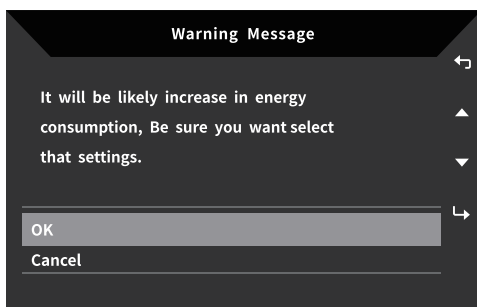 Warning Message
It will be likely increase in energy
consumption, Be sure you want select
that settings.
OK
Cancel